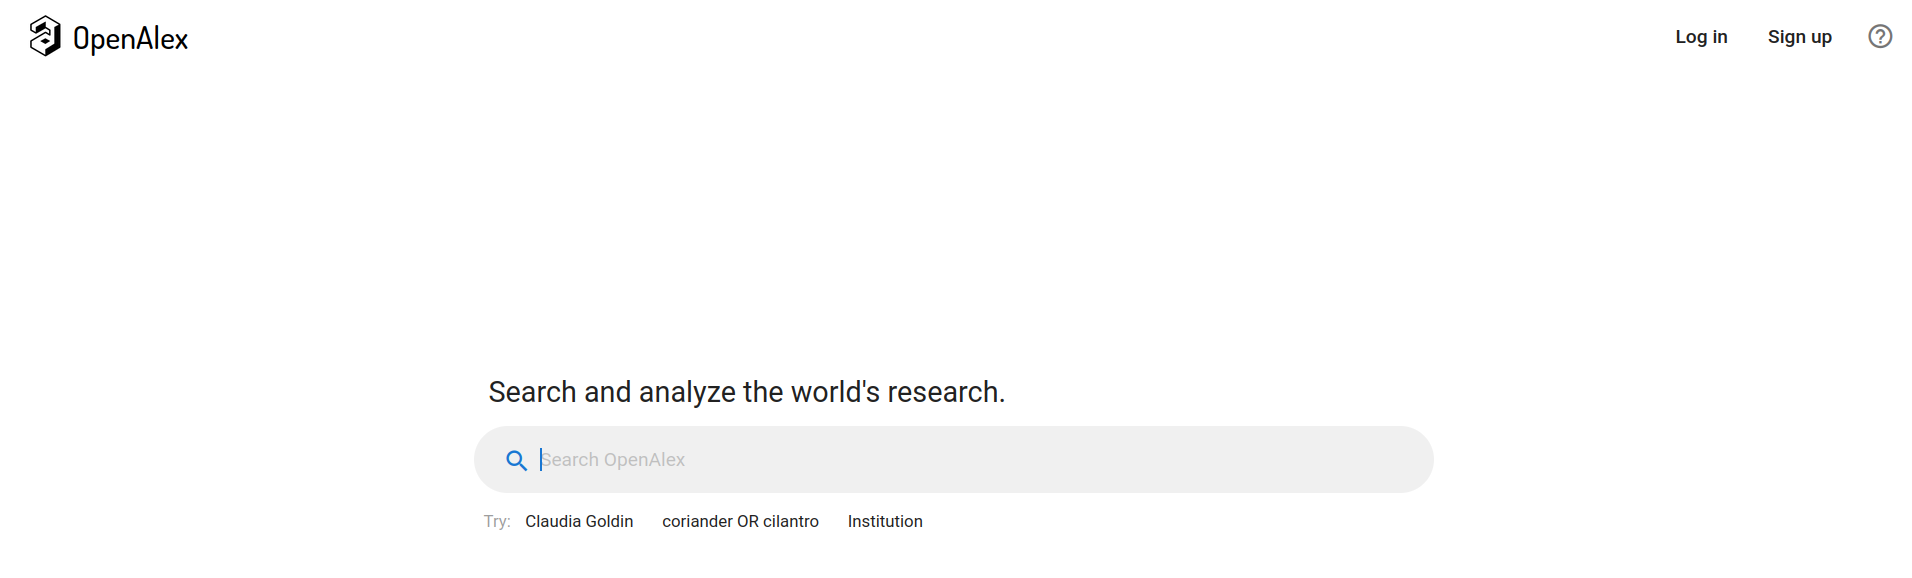 OpenAlex
Log in Sign up
Search and analyze the world's research.
Search OpenAlex
Try: Claudia Goldin coriander OR cilantro Institution